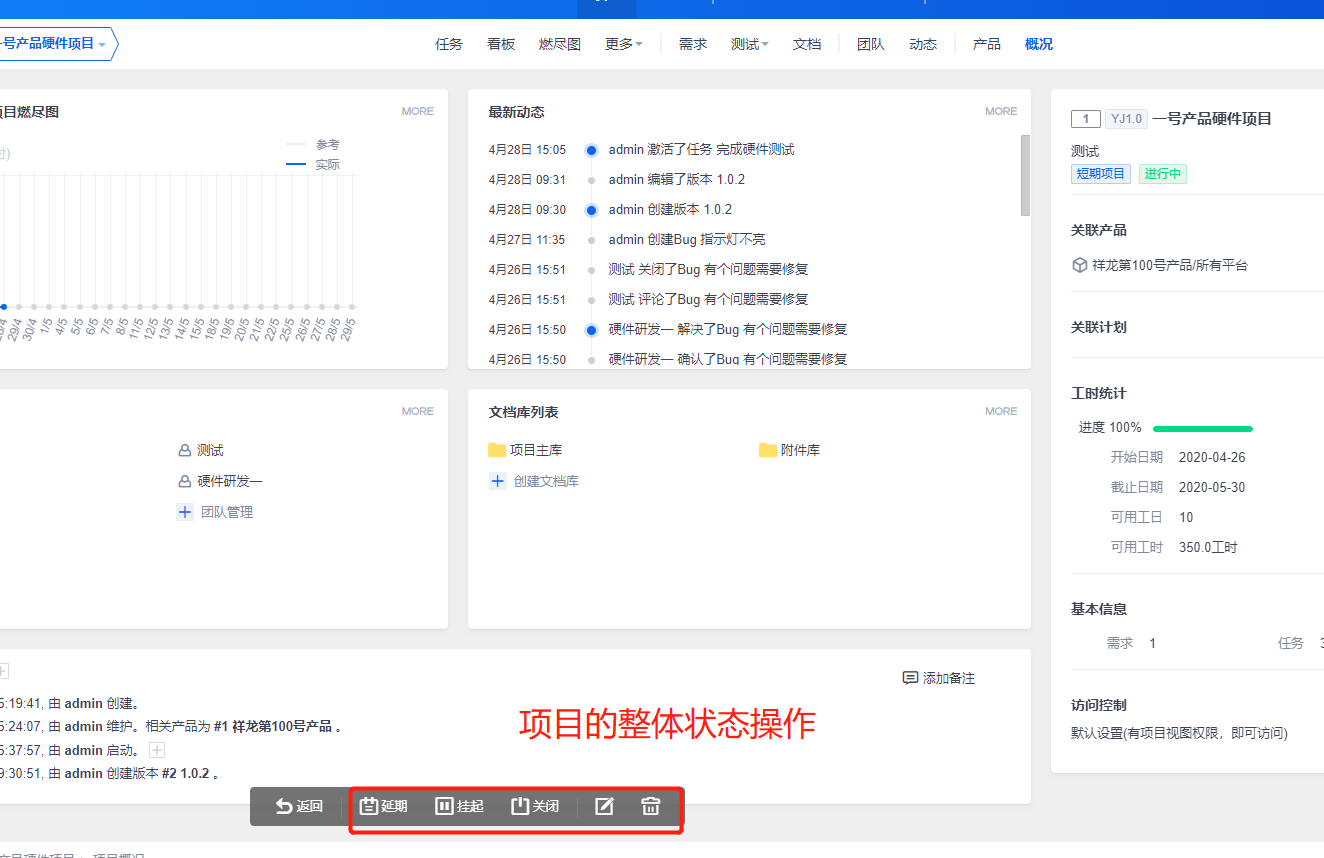 一号产品硬件项目
任务 看板 燃尽图 更多 需求 测试 文档 团队 动态 产品 概况
项目燃尽图 MORE
时)
参考
实际
29/4 30/4 1/5 4/5 5/5 6/5 7/5 8/5 11/5 12/5 13/5 14/5 15/5 18/5 19/5 20/5 21/5 22/5 25/5 26/5 27/5 28/5 29/5
最新动态 MORE
4月28日 15:05 admin 激活了任务 完成硬件测试
4月28日 09:31 admin 编辑了版本 1.0.2
4月28日 09:30 admin 创建版本 1.0.2
4月27日 11:35 admin 创建Bug 指示灯不亮
4月26日 15:51 测试 关闭了Bug 有个问题需要修复
4月26日 15:51 测试 评论了Bug 有个问题需要修复
4月26日 15:50 硬件研发一 解决了Bug 有个问题需要修复
4月26日 15:50 硬件研发一 确认了Bug 有个问题需要修复
1 YJ1.0 一号产品硬件项目
测试
短期项目 进行中
关联产品
祥龙第100号产品/所有平台
关联计划
工时统计
进度 100%
开始日期 2020-04-26
截止日期 2020-05-30
可用工日 10
可用工时 350.0工时
基本信息
需求 1 任务
访问控制
默认设置(有项目视图权限，即可访问)
MORE
测试
硬件研发一
团队管理
文档库列表 MORE
项目主库 附件库
创建文档库
添加备注
5:19:41, 由 admin 创建。
5:24:07, 由 admin 维护。相关产品为 #1 祥龙第100号产品 。
5:37:57, 由 admin 启动。
9:30:51, 由 admin 创建版本 #2 1.0.2 。
项目的整体状态操作
返回 延期 挂起 关闭
产品硬件项目 项目概况